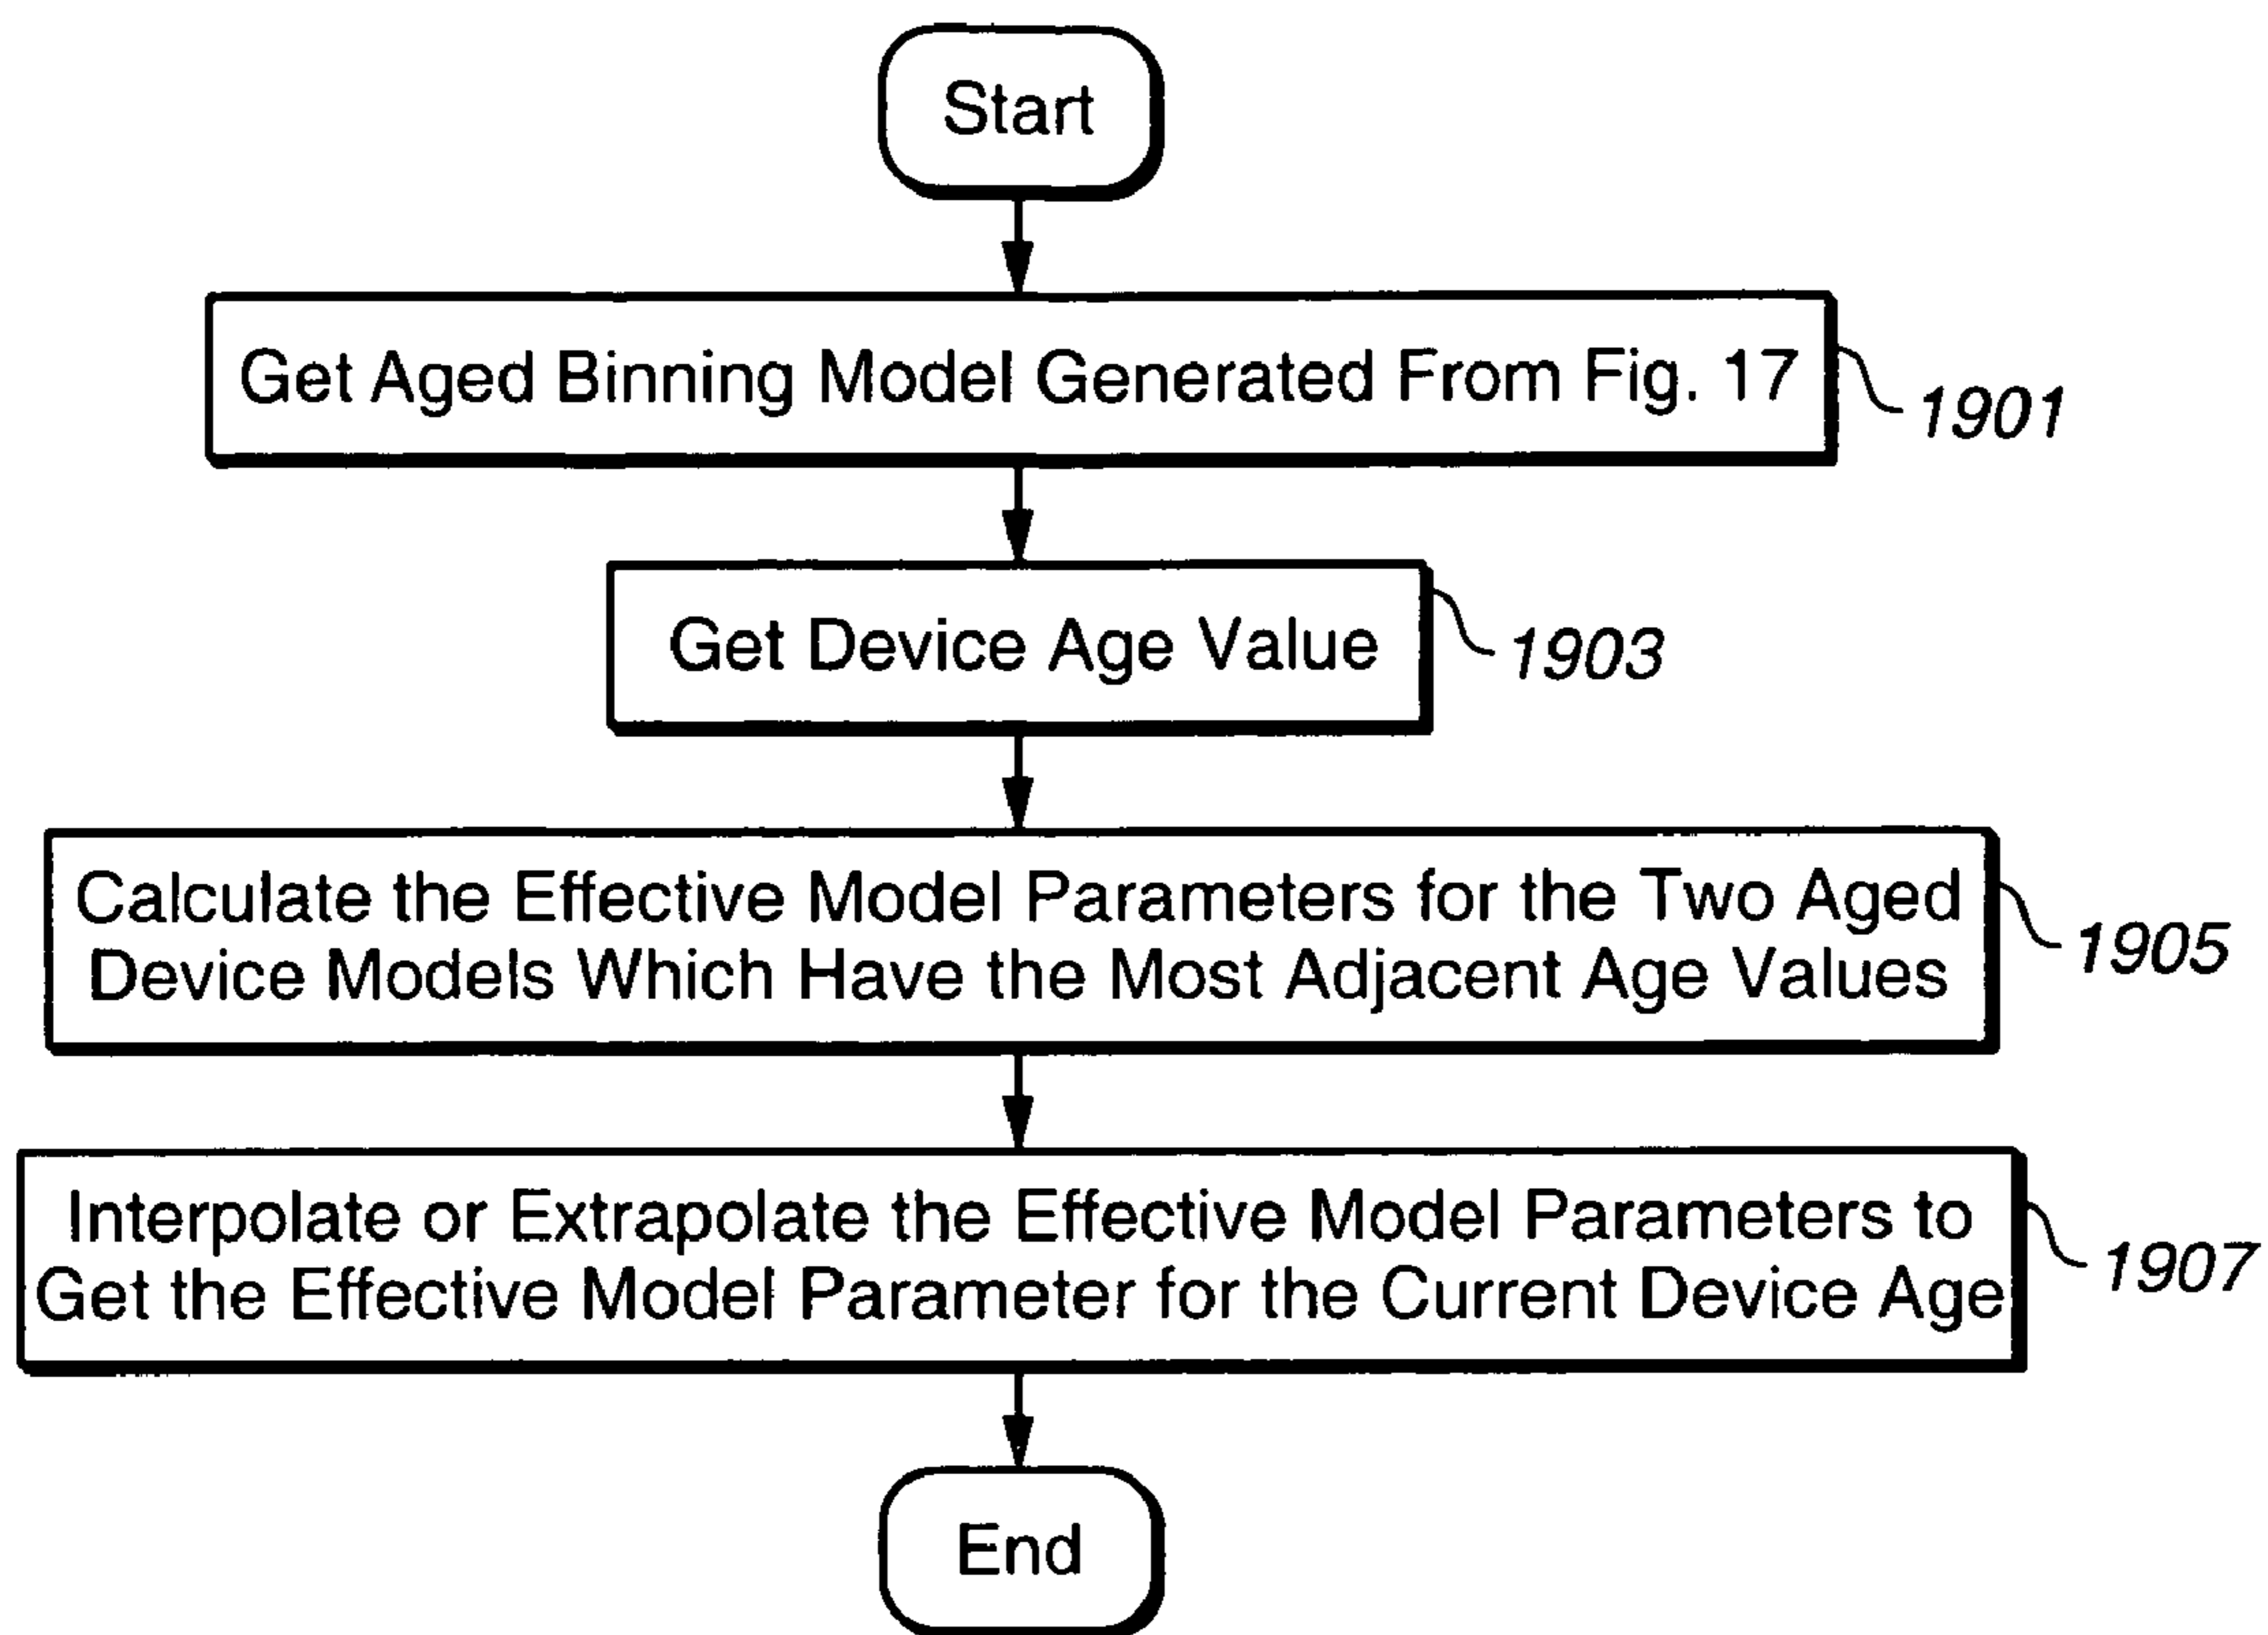 Start
Get Aged Binning Model Generated From Fig. 17
1901
Get Device Age Value
1903
Calculate the Effective Model Parameters for the Two Aged
Device Models Which Have the Most Adjacent Age Values
1905
Interpolate or Extrapolate the Effective Model Parameters to
Get the Effective Model Parameter for the Current Device Age
1907
End